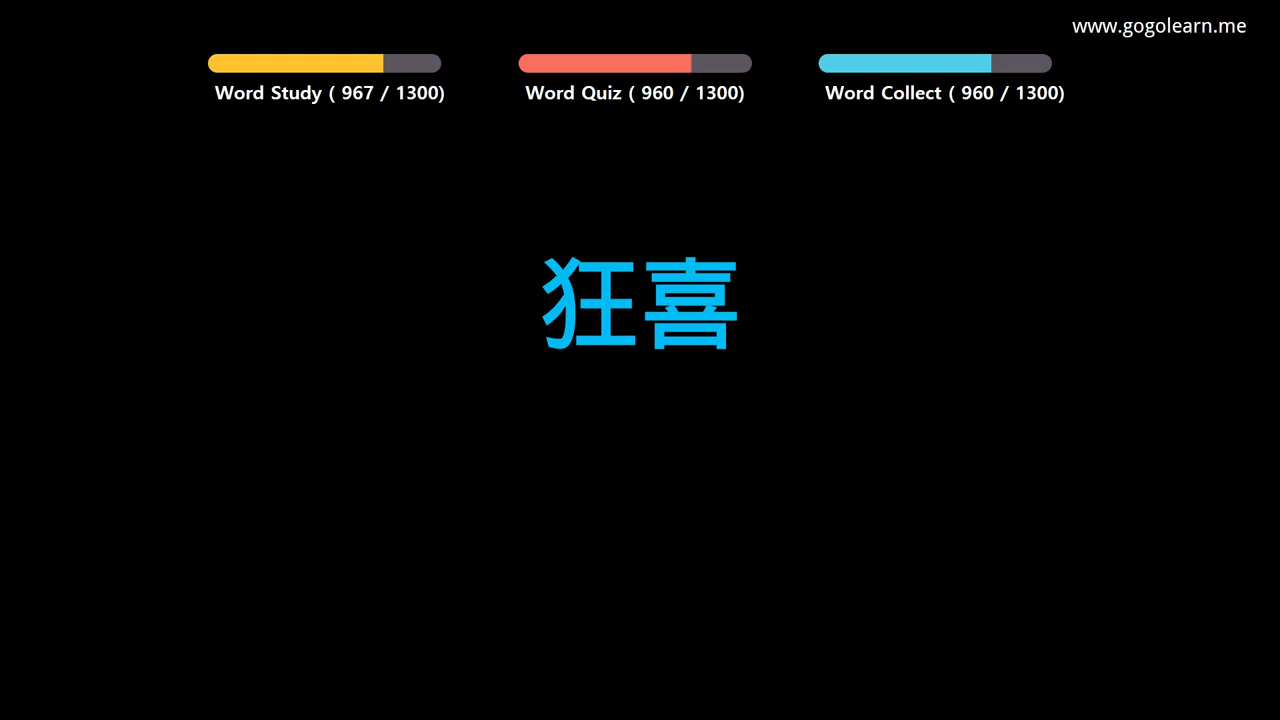 www.gogolearn.me
Word Study ( 967 / 1300)
Word Quiz ( 960 / 1300)
Word Collect ( 960 / 1300)
狂喜